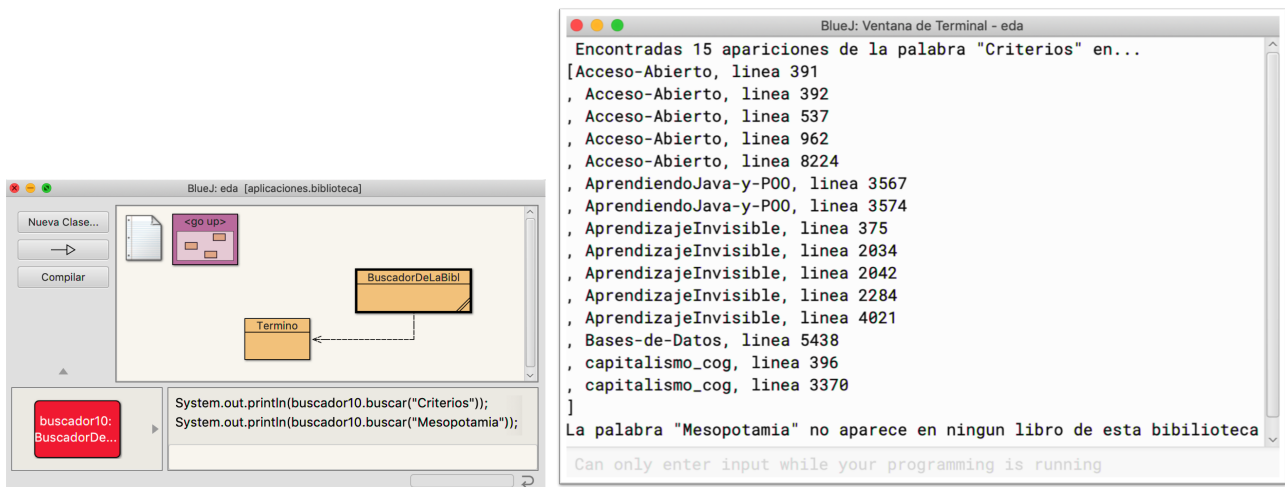 BlueJ: eda [aplicaciones.biblioteca]
Nueva Clase...
Compilar
<go up>
BuscadorDeLaBibl
Termino
buscador10:
BuscadorDe...
System.out.println(buscador10.buscar("Criterios"));
System.out.println(buscador10.buscar("Mesopotamia"));
BlueJ: Ventana de Terminal - eda
Encontradas 15 apariciones de la palabra "Criterios" en...
[Acceso-Abierto, linea 391
, Acceso-Abierto, linea 392
, Acceso-Abierto, linea 537
, Acceso-Abierto, linea 962
, Acceso-Abierto, linea 8224
, AprendiendoJava-y-POO, linea 3567
, AprendiendoJava-y-POO, linea 3574
, AprendizajeInvisible, linea 375
, AprendizajeInvisible, linea 2034
, AprendizajeInvisible, linea 2042
, AprendizajeInvisible, linea 2284
, AprendizajeInvisible, linea 4021
, Bases-de-Datos, linea 5438
, capitalismo_cog, linea 396
, capitalismo_cog, linea 3370
]
La palabra "Mesopotamia" no aparece en ningun libro de esta bibilioteca
Can only enter input while your programming is running